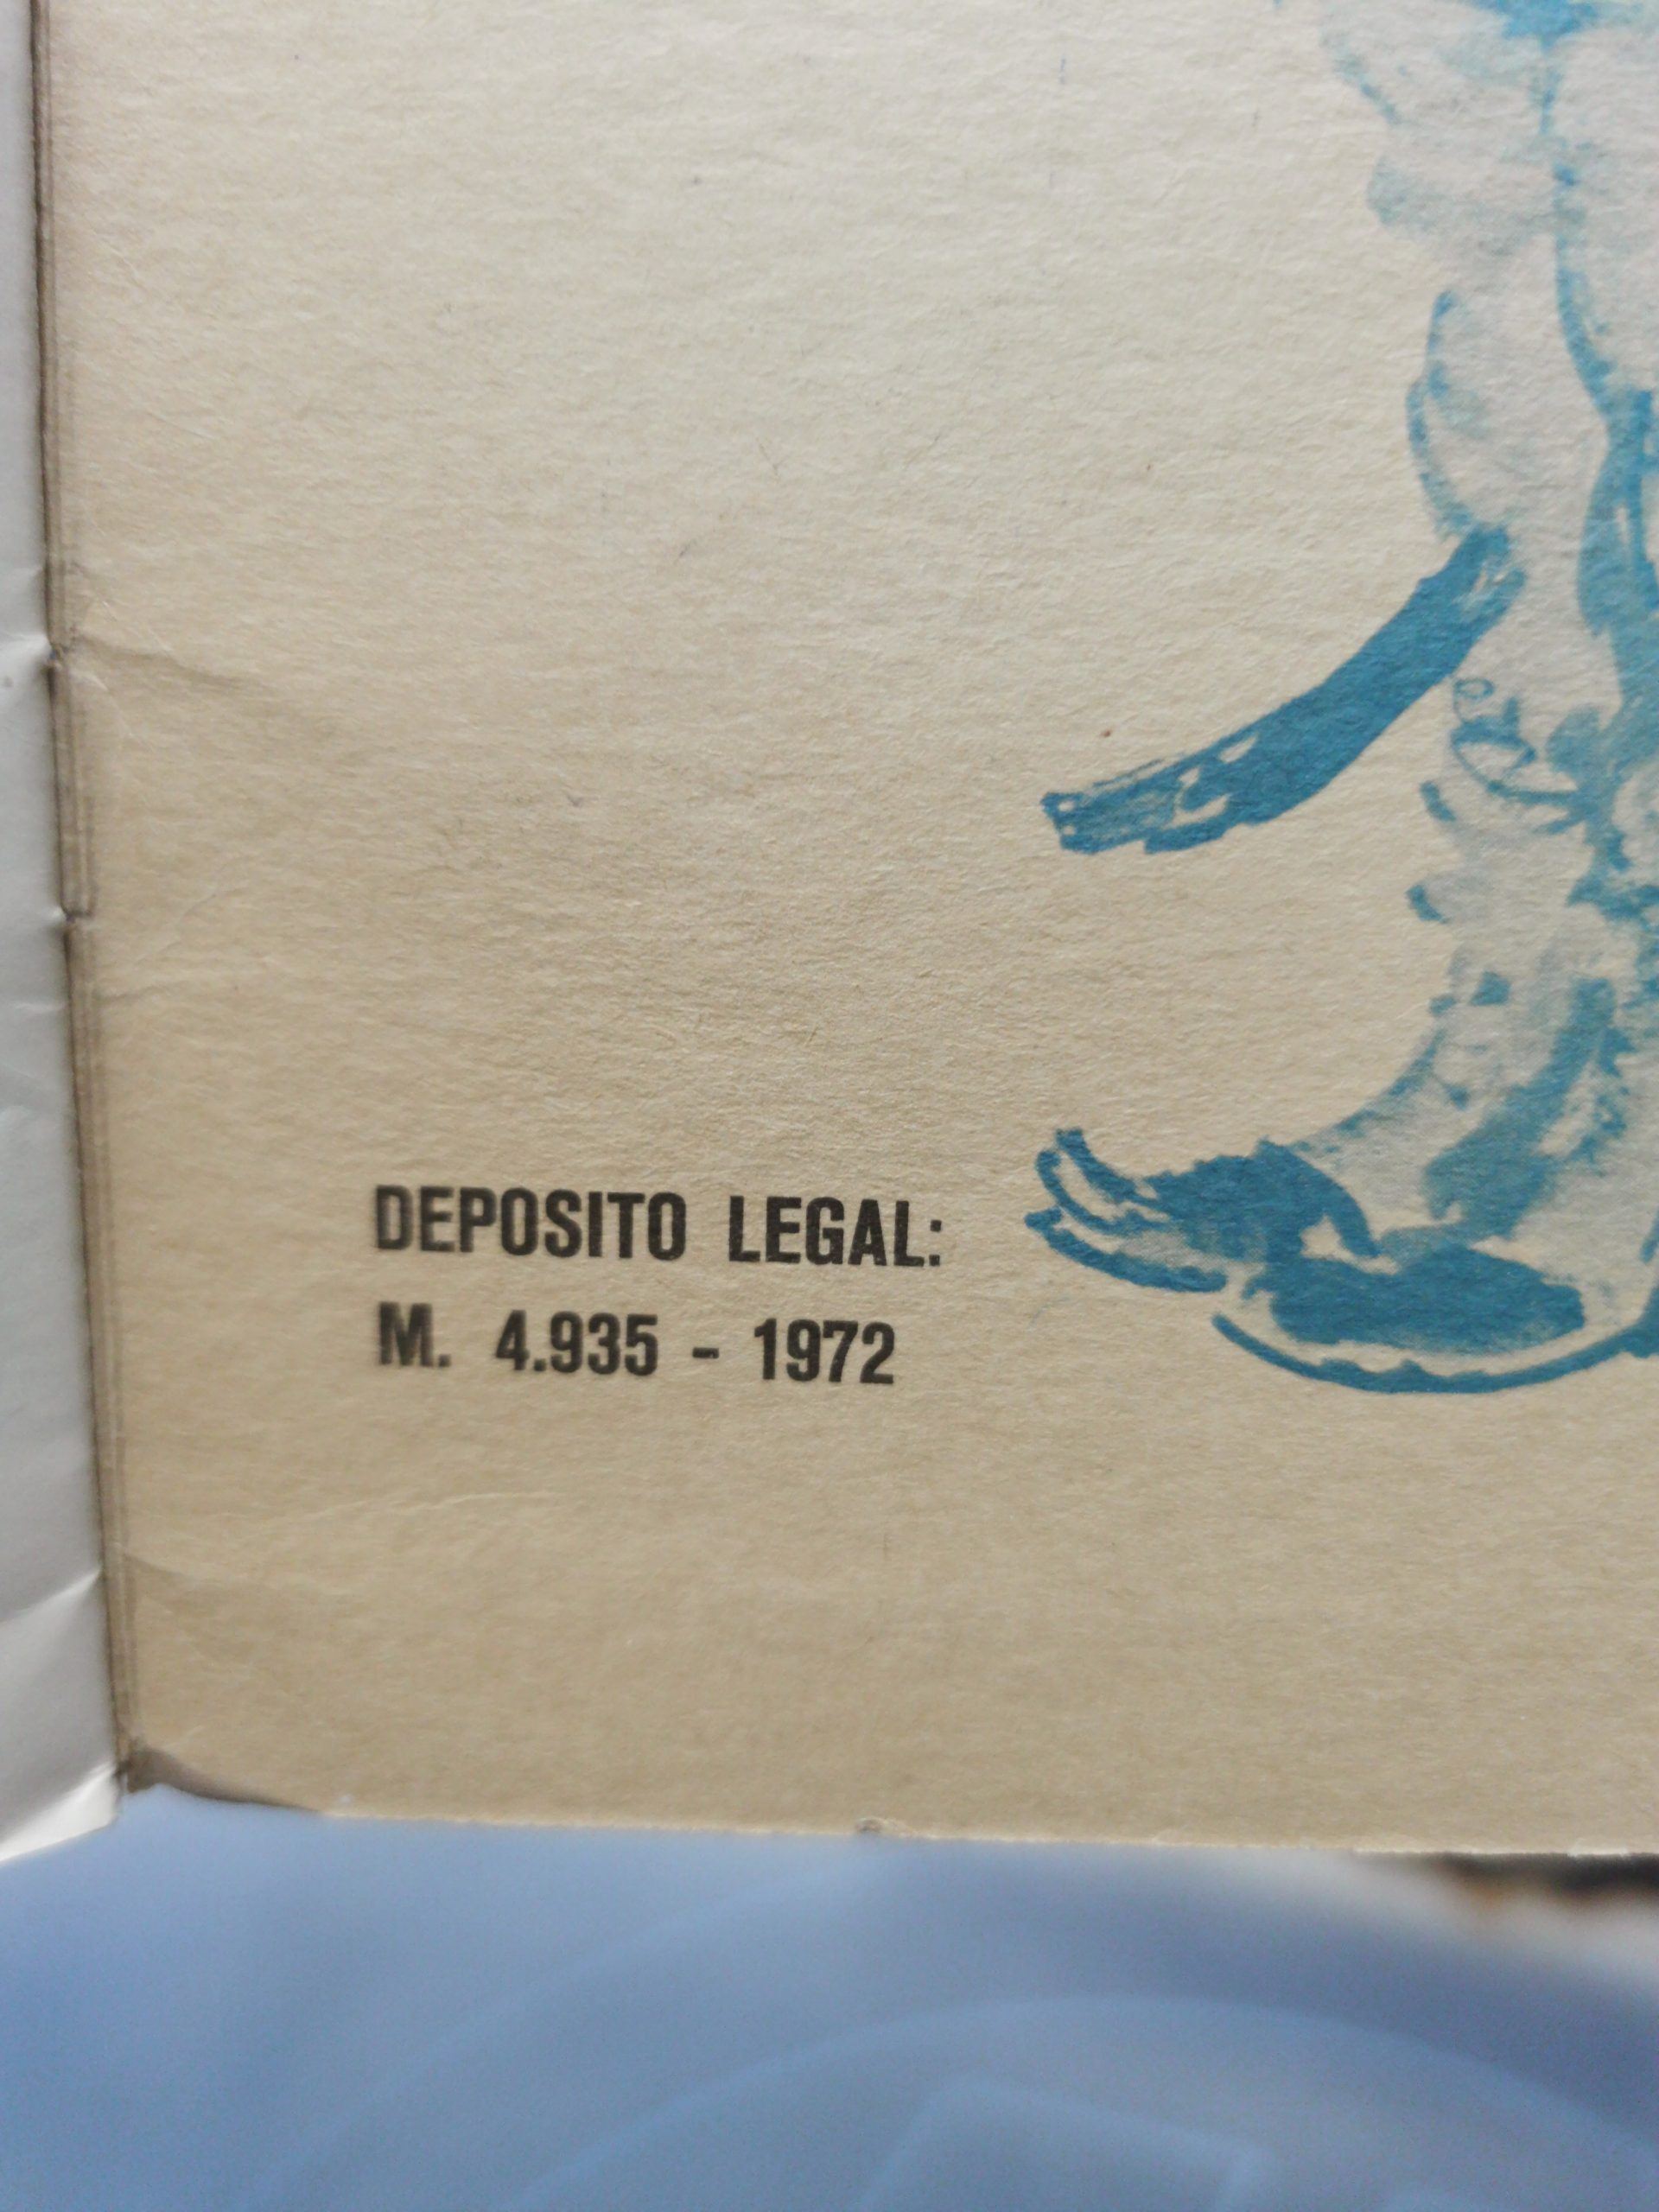 DEPOSITO LEGAL:
M. 4.935 - 1972